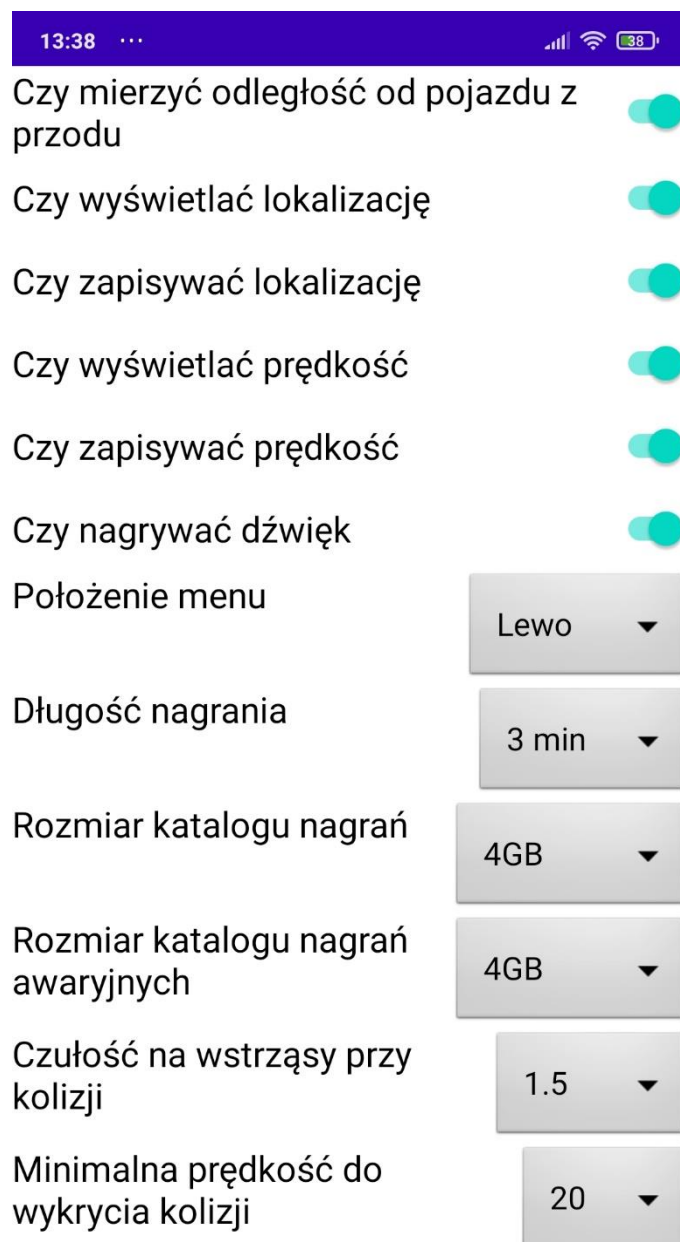 13:38 ...
38
Czy mierzyć odległość od pojazdu z
przodu
Czy wyświetlać lokalizację
Czy zapisywać lokalizację
Czy wyświetlać prędkość
Czy zapisywać prędkość
Czy nagrywać dźwięk
Położenie menu
Lewo
Długość nagrania
3 min
Rozmiar katalogu nagrań
4GB
Rozmiar katalogu nagrań
awaryjnych
4GB
Czułość na wstrząsy przy
kolizji
1.5
Minimalna prędkość do
wykrycia kolizji
20